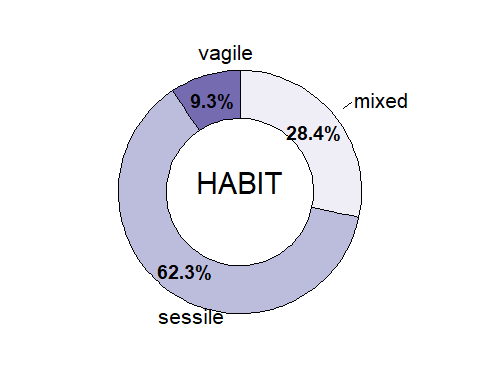 vagile
9.3%
mixed
28.4%
HABIT
62.3%
sessile